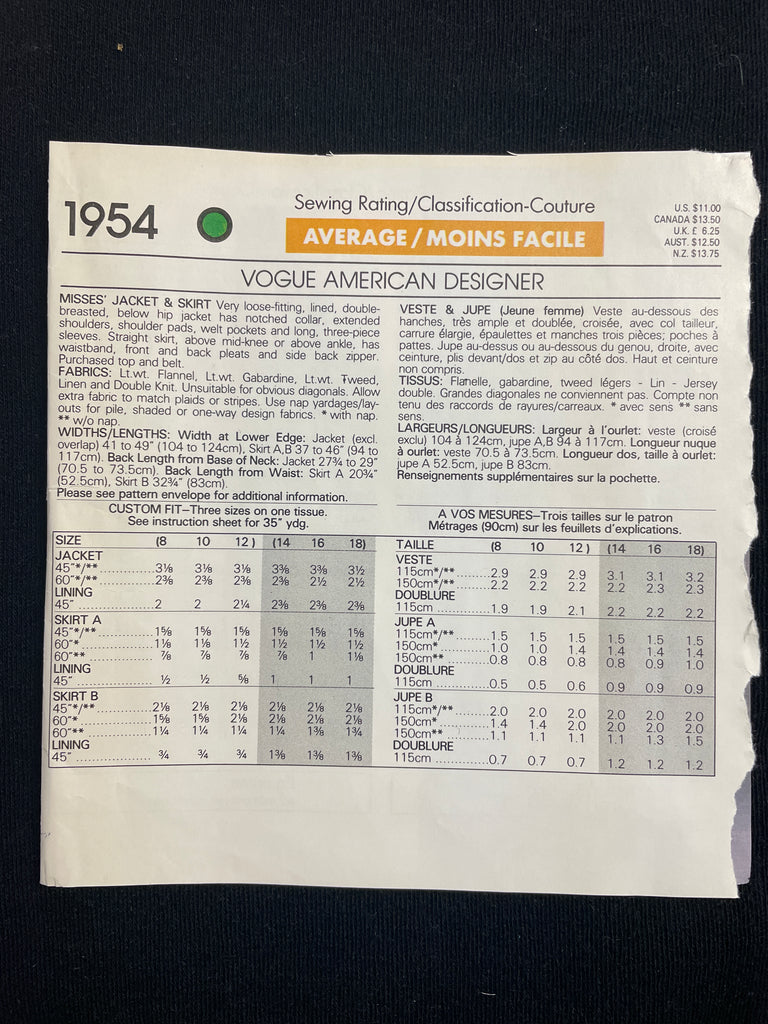 1954
Sewing Rating/Classification-Couture
AVERAGE/MOINS FACILE
U.S. $11.00
CANADA $13.50
U.K. £ 6.25
AUST. $12.50
N.Z. $13.75
VOGUE AMERICAN DESIGNER
MISSES' JACKET & SKIRT Very loose-fitting, lined, double-
breasted, below hip jacket has notched collar, extended
shoulders, shoulder pads, welt pockets and long, three-piece
sleeves. Straight skirt, above mid-knee or above ankle, has
waistband, front and back pleats and side back zipper.
Purchased top and belt.
FABRICS: Lt.wt. Flannel, Lt.wt. Gabardine, Lt.wt. Tweed,
Linen and Double Knit. Unsuitable for obvious diagonals. Allow
extra fabric to match plaids or stripes. Use nap yardages/lay-
outs for pile, shaded or one-way design fabrics. * with nap.
** w/o nap.
WIDTHS/LENGTHS: Width at Lower Edge: Jacket (excl.
overlap) 41 to 49" (104 to 124cm), Skirt A,B 37 to 46" (94 to
117cm). Back Length from Base of Neck: Jacket 27¾ to 29"
(70.5 to 73.5cm). Back Length from Waist: Skirt A 20¾"
(52.5cm), Skirt B 32¾" (83cm).
Please see pattern envelope for additional information.
VESTE & JUPE (Jeune femme) Veste au-dessous des
hanches, très ample et doublée, croisée, avec col tailleur,
carrure élargie, épaulettes et manches trois pièces; poches à
pattes. Jupe au-dessus ou au-dessous du genou, droite, avec
ceinture, plis devant/dos et zip au côté dos. Haut et ceinture
non compris.
TISSUS: Flanelle, gabardine, tweed légers - Lin - Jersey
double. Grandes diagonales ne conviennent pas. Compte non
tenu des raccords de rayures/carreaux. * avec sens ** sans
sens.
LARGEURS/LONGUEURS: Largeur à l'ourlet: veste (croisé
exclu) 104 à 124cm, jupe A,B 94 à 117cm. Longueur nuque
à ourlet: veste 70.5 à 73.5cm. Longueur dos, taille à ourlet:
jupe A 52.5cm, jupe B 83cm.
Renseignements supplémentaires sur la pochette.
CUSTOM FIT—Three sizes on one tissue.
See instruction sheet for 35" ydg.
SIZE (8 10 12) (14 16 18)
JACKET
45"*/** 3⅛ 3⅛ 3⅛ 3⅜ 3⅜ 3½
60"*/** 2⅜ 2⅜ 2⅜ 2⅜ 2½ 2½
LINING
45" 2 2 2¼ 2⅜ 2⅜ 2⅜
SKIRT A
45"*/** 1⅝ 1⅝ 1⅝ 1⅝ 1⅝ 1⅝
60"* 1⅛ 1⅛ 1½ 1½ 1½ 1½
60"** ⅞ ⅞ ⅞ ⅞ 1 1⅛
LINING
45" ½ ½ ⅝ 1 1 1
SKIRT B
45"*/** 2⅛ 2⅛ 2⅛ 2⅛ 2⅛ 2⅛
60"* 1⅝ 1⅝ 2⅛ 2⅛ 2⅛ 2⅛
60"** 1¼ 1¼ 1¼ 1¼ 1⅜ 1¾
LINING
45" ¾ ¾ ¾ 1⅜ 1⅜ 1⅜
A VOS MESURES—Trois tailles sur le patron
Métrages (90cm) sur les feuillets d'explications.
TAILLE (8 10 12) (14 16 18)
VESTE
115cm*/** 2.9 2.9 2.9 3.1 3.1 3.2
150cm*/** 2.2 2.2 2.2 2.2 2.3 2.3
DOUBLURE
115cm 1.9 1.9 2.1 2.2 2.2 2.2
JUPE A
115cm*/** 1.5 1.5 1.5 1.5 1.5 1.5
150cm* 1.0 1.0 1.4 1.4 1.4 1.4
150cm** 0.8 0.8 0.8 0.8 0.9 1.0
DOUBLURE
115cm 0.5 0.5 0.6 0.9 0.9 0.9
JUPE B
115cm*/** 2.0 2.0 2.0 2.0 2.0 2.0
150cm* 1.4 1.4 2.0 2.0 2.0 2.0
150cm** 1.1 1.1 1.1 1.1 1.3 1.5
DOUBLURE
115cm 0.7 0.7 0.7 1.2 1.2 1.2